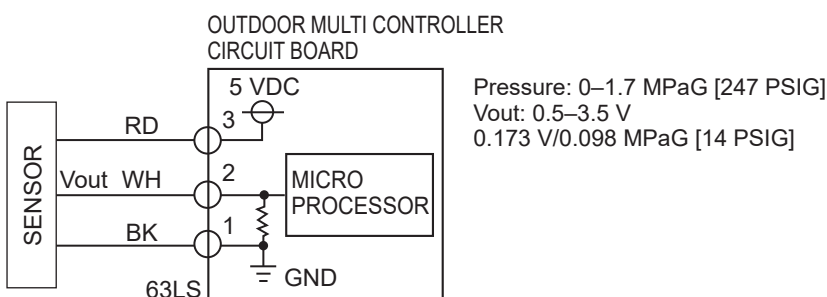 OUTDOOR MULTI CONTROLLER
CIRCUIT BOARD
5 VDC
Pressure: 0–1.7 MPaG [247 PSIG]
Vout: 0.5–3.5 V
0.173 V/0.098 MPaG [14 PSIG]
SENSOR
RD
3
Vout WH
2
MICRO
PROCESSOR
BK
1
GND
63LS